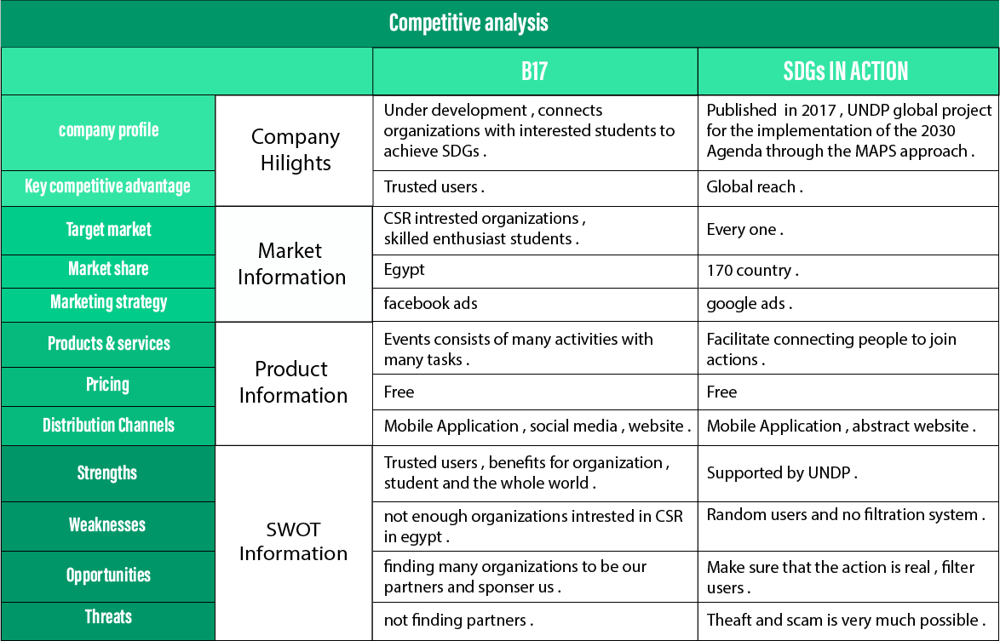 Competitive analysis
B17
SDGs IN ACTION
company profile
Company
Hilights
Under development , connects
organizations with interested students to
achieve SDGs .
Published  in 2017 , UNDP global project
for the implementation of the 2030
Agenda through the MAPS approach .
Key competitive advantage
Trusted users .
Global reach .
Target market
Market
Information
CSR intrested organizations ,
skilled enthusiast students .
Every one .
Market share
Egypt
170 country .
Marketing strategy
facebook ads
google ads .
Products & services
Product
Information
Events consists of many activities with
many tasks .
Facilitate connecting people to join
actions .
Pricing
Free
Free
Distribution Channels
Mobile Application , social media , website .
Mobile Application , abstract website .
Strengths
SWOT
Information
Trusted users , benefits for organization ,
student and the whole world .
Supported by UNDP .
Weaknesses
not enough organizations intrested in CSR
in egypt .
Random users and no filtration system .
Opportunities
finding many organizations to be our
partners and sponser us .
Make sure that the action is real , filter
users .
Threats
not finding partners .
Theaft and scam is very much possible .